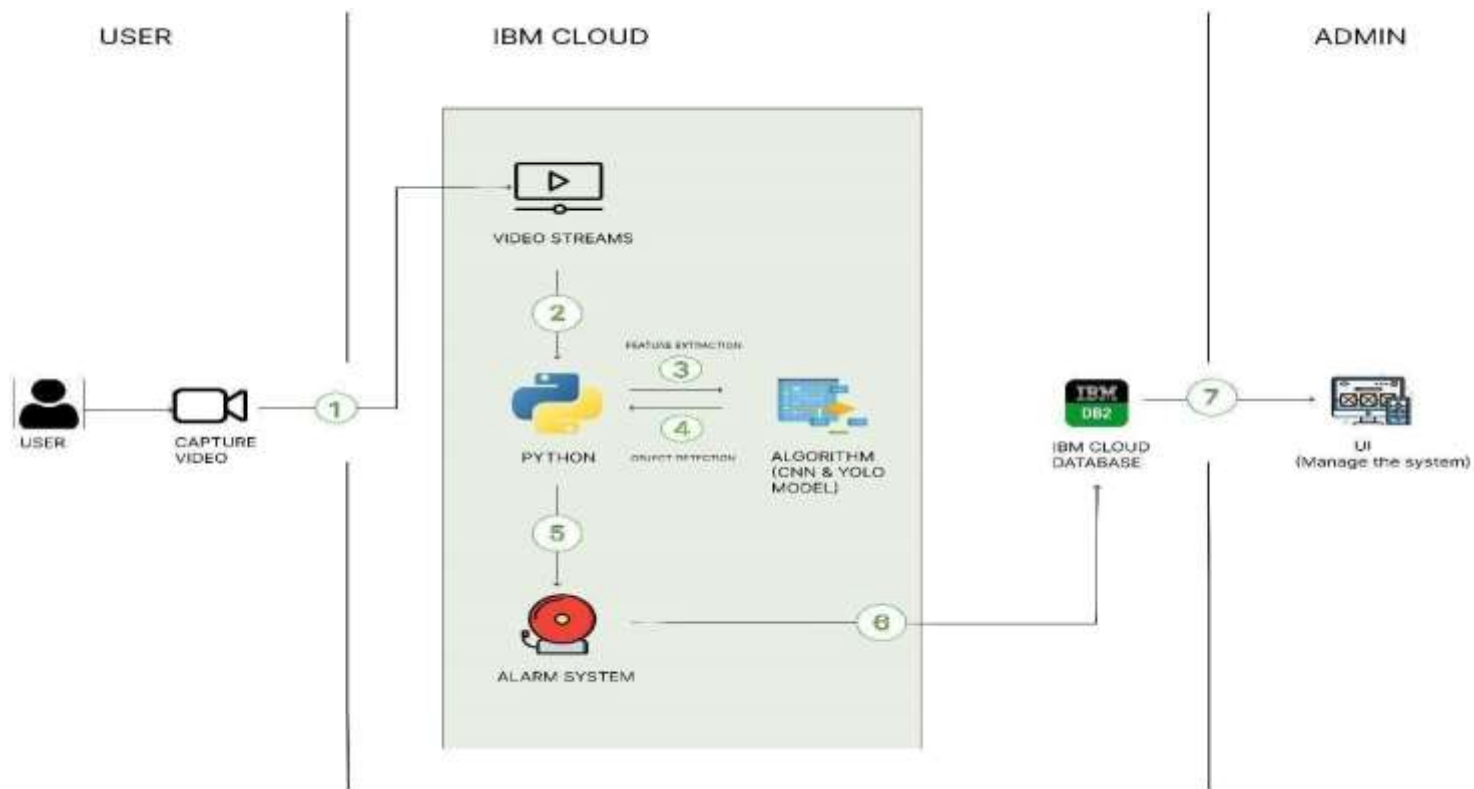 USER
IBM CLOUD
ADMIN
VIDEO STREAMS
2
FEATURE EXTRACTION
3
1
4
USER
CAPTURE
VIDEO
PYTHON
OBJECT DETECTION
ALGORITHM
(CNN & YOLO
MODEL)
IBM
DB2
7
IBM CLOUD
DATABASE
UI
(Manage the system)
5
6
ALARM SYSTEM